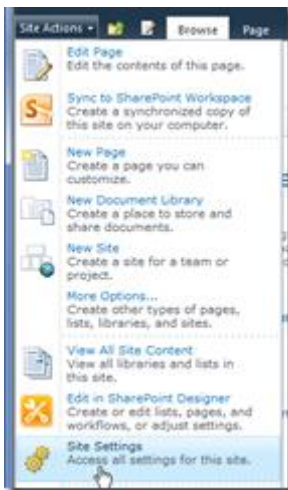 Site Actions
Browse
Page
Edit Page
Edit the contents of this page.
Sync to SharePoint Workspace
Create a synchronized copy of
this site on your computer.
New Page
Create a page you can
customize.
New Document Library
Create a place to store and
share documents.
New Site
Create a site for a team or
project.
More Options...
Create other types of pages,
lists, libraries, and sites.
View All Site Content
View all libraries and lists in
this site.
Edit in SharePoint Designer
Create or edit lists, pages, and
workflows, or adjust settings.
Site Settings
Access all settings for this site.